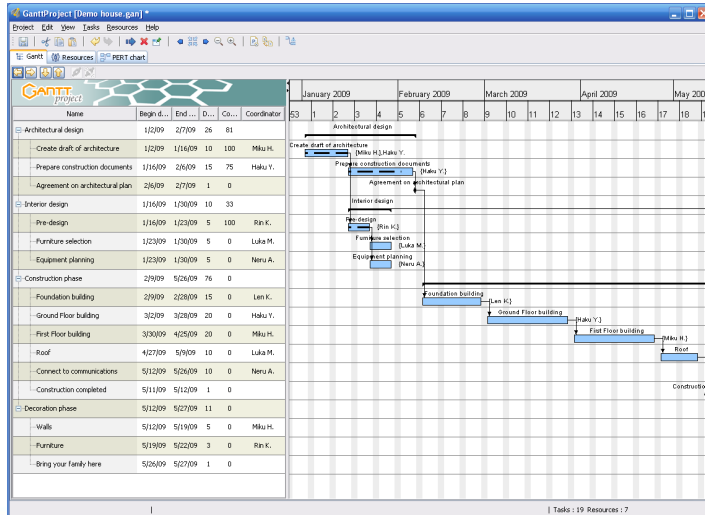 GanttProject [Demo house.gan] *
Project Edit View Tasks Resources Help
Gantt Resources PERT chart
GANTT project
January 2009 February 2009 March 2009 April 2009 May 200
Name Begin d... End ... D... Co... Coordinator
53 1 2 3 4 5 6 7 8 9 10 11 12 13 14 15 16 17 18
Architectural design 1/2/09 2/7/09 26 81
Architectural design
Create draft of architecture 1/2/09 1/16/09 10 100 Miku H.
Create draft of architecture
{Miku H.},Haku Y.
Prepare construction documents 1/16/09 2/6/09 15 75 Haku Y.
Prepare construction documents
{Haku Y.}
Agreement on architectural plan 2/6/09 2/7/09 1 0
Agreement on architectural plan
Interior design 1/16/09 1/30/09 10 33
Interior design
Pre-design 1/16/09 1/23/09 5 100 Rin K.
Pre-design
{Rin K.}
Furniture selection 1/23/09 1/30/09 5 0 Luka M.
Furniture selection
{Luka M.}
Equipment planning 1/23/09 1/30/09 5 0 Neru A.
Equipment planning
{Neru A.}
Construction phase 2/9/09 5/26/09 76 0
Foundation building 2/9/09 2/28/09 15 0 Len K.
Foundation building
{Len K.}
Ground Floor building 3/2/09 3/28/09 20 0 Haku Y.
Ground Floor building
{Haku Y.}
First Floor building 3/30/09 4/25/09 20 0 Miku H.
First Floor building
{Miku H.}
Roof 4/27/09 5/9/09 10 0 Luka M.
Roof
Connect to communications 5/12/09 5/26/09 10 0 Neru A.
Construction completed 5/11/09 5/12/09 1 0
Constructio
Decoration phase 5/12/09 5/27/09 11 0
Walls 5/12/09 5/19/09 5 0 Miku H.
Furniture 5/19/09 5/22/09 3 0 Rin K.
Bring your family here 5/26/09 5/27/09 1 0
Tasks : 19 Resources : 7